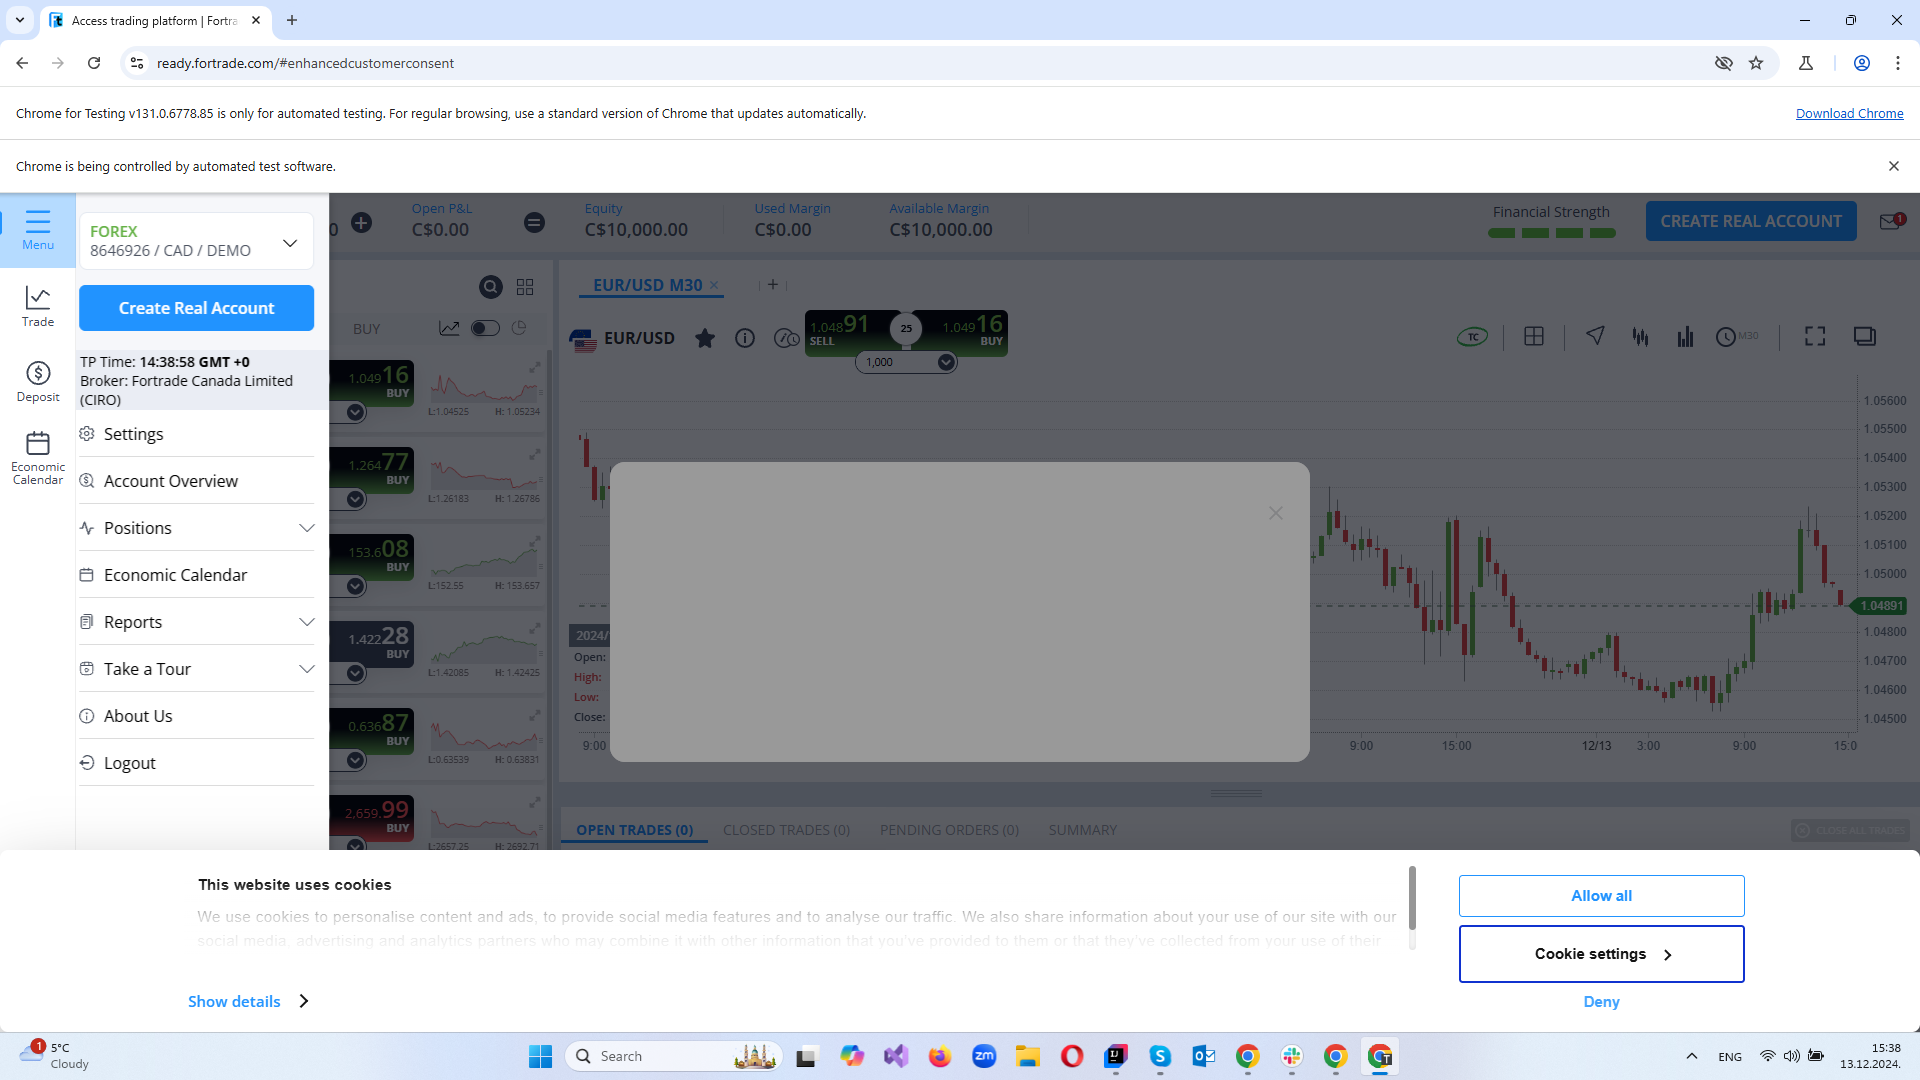 Access trading platform | Fortra
ready.fortrade.com/#enhancedcustomerconsent
Chrome for Testing v131.0.6778.85 is only for automated testing. For regular browsing, use a standard version of Chrome that updates automatically.
Download Chrome
Chrome is being controlled by automated test software.
Menu
FOREX
8646926 / CAD / DEMO
Create Real Account
TP Time: 14:38:58 GMT +0
Broker: Fortrade Canada Limited
(CIRO)
Trade
Deposit
Economic
Calendar
Settings
Account Overview
Positions
Economic Calendar
Reports
Take a Tour
About Us
Logout
0
Open P&L
C$0.00
Equity
C$10,000.00
Used Margin
C$0.00
Available Margin
C$10,000.00
Financial Strength
CREATE REAL ACCOUNT
1
BUY
1.04916
BUY
L:1.04525 H: 1.05234
1.26477
BUY
L:1.26183 H: 1.26786
153.608
BUY
L:152.55 H: 153.657
1.42228
BUY
L:1.42085 H: 1.42425
0.63687
BUY
L:0.63539 H: 0.63831
2,659.99
BUY
L:2657.25 H: 2692.71
EUR/USD M30
EUR/USD
1.04891
SELL
25
1.04916
BUY
1,000
TC
M30
1.05600
1.05500
1.05400
1.05300
1.05200
1.05100
1.05000
1.04891
1.04800
1.04700
1.04600
1.04500
2024/
Open:
High:
Low:
Close:
9:00
9:00
15:00
12/13
3:00
9:00
15:0
OPEN TRADES (0)
CLOSED TRADES (0)
PENDING ORDERS (0)
SUMMARY
CLOSE ALL TRADES
This website uses cookies
We use cookies to personalise content and ads, to provide social media features and to analyse our traffic. We also share information about your use of our site with our
social media, advertising and analytics partners who may combine it with other information that you've provided to them or that they've collected from your use of their
Show details
Allow all
Cookie settings
Deny
1
5°C
Cloudy
Search
zm
ENG
15:38
13.12.2024.